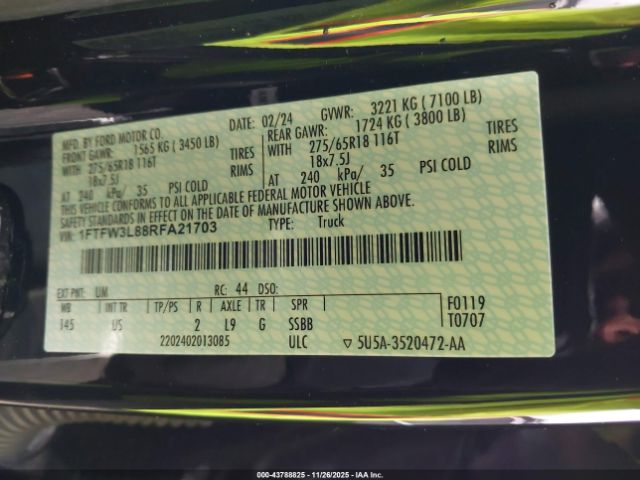 MFD. BY FORD MOTOR CO.
DATE: 02/24 GVWR: 3221 KG ( 7100 LB)
FRONT GAWR: 1565 KG ( 3450 LB)
REAR GAWR: 1724 KG ( 3800 LB)
WITH 275/65R18 116T TIRES
WITH 275/65R18 116T TIRES
18x7.5J RIMS
18x7.5J RIMS
AT 240 kPa/ 35 PSI COLD
AT 240 kPa/ 35 PSI COLD
THIS VEHICLE CONFORMS TO ALL APPLICABLE FEDERAL MOTOR VEHICLE
SAFETY STANDARDS IN EFFECT ON THE DATE OF MANUFACTURE SHOWN ABOVE.
VIN: 1FTFW3L88RFA21703 TYPE: Truck
EXT PNT: UM RC: 44 DSO:
WB INT TR TP/PS R AXLE TR SPR
145 US 2 L9 G SSBB
F0119
T0707
2202402013085 ULC ▽ 5U5A-3520472-AA
000-43788825 - 11/26/2025 - IAA Inc.